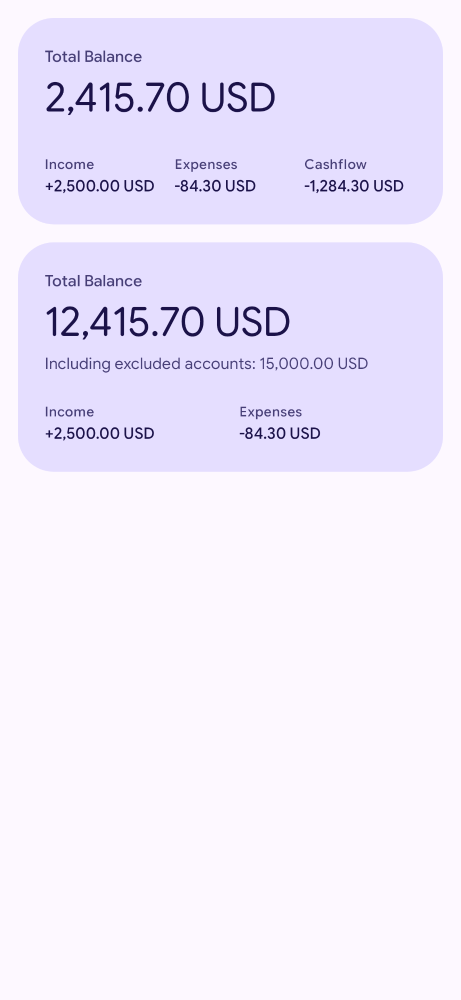 Total Balance
2,415.70 USD
Income Expenses Cashflow
+2,500.00 USD -84.30 USD -1,284.30 USD
Total Balance
12,415.70 USD
Including excluded accounts: 15,000.00 USD
Income Expenses
+2,500.00 USD -84.30 USD